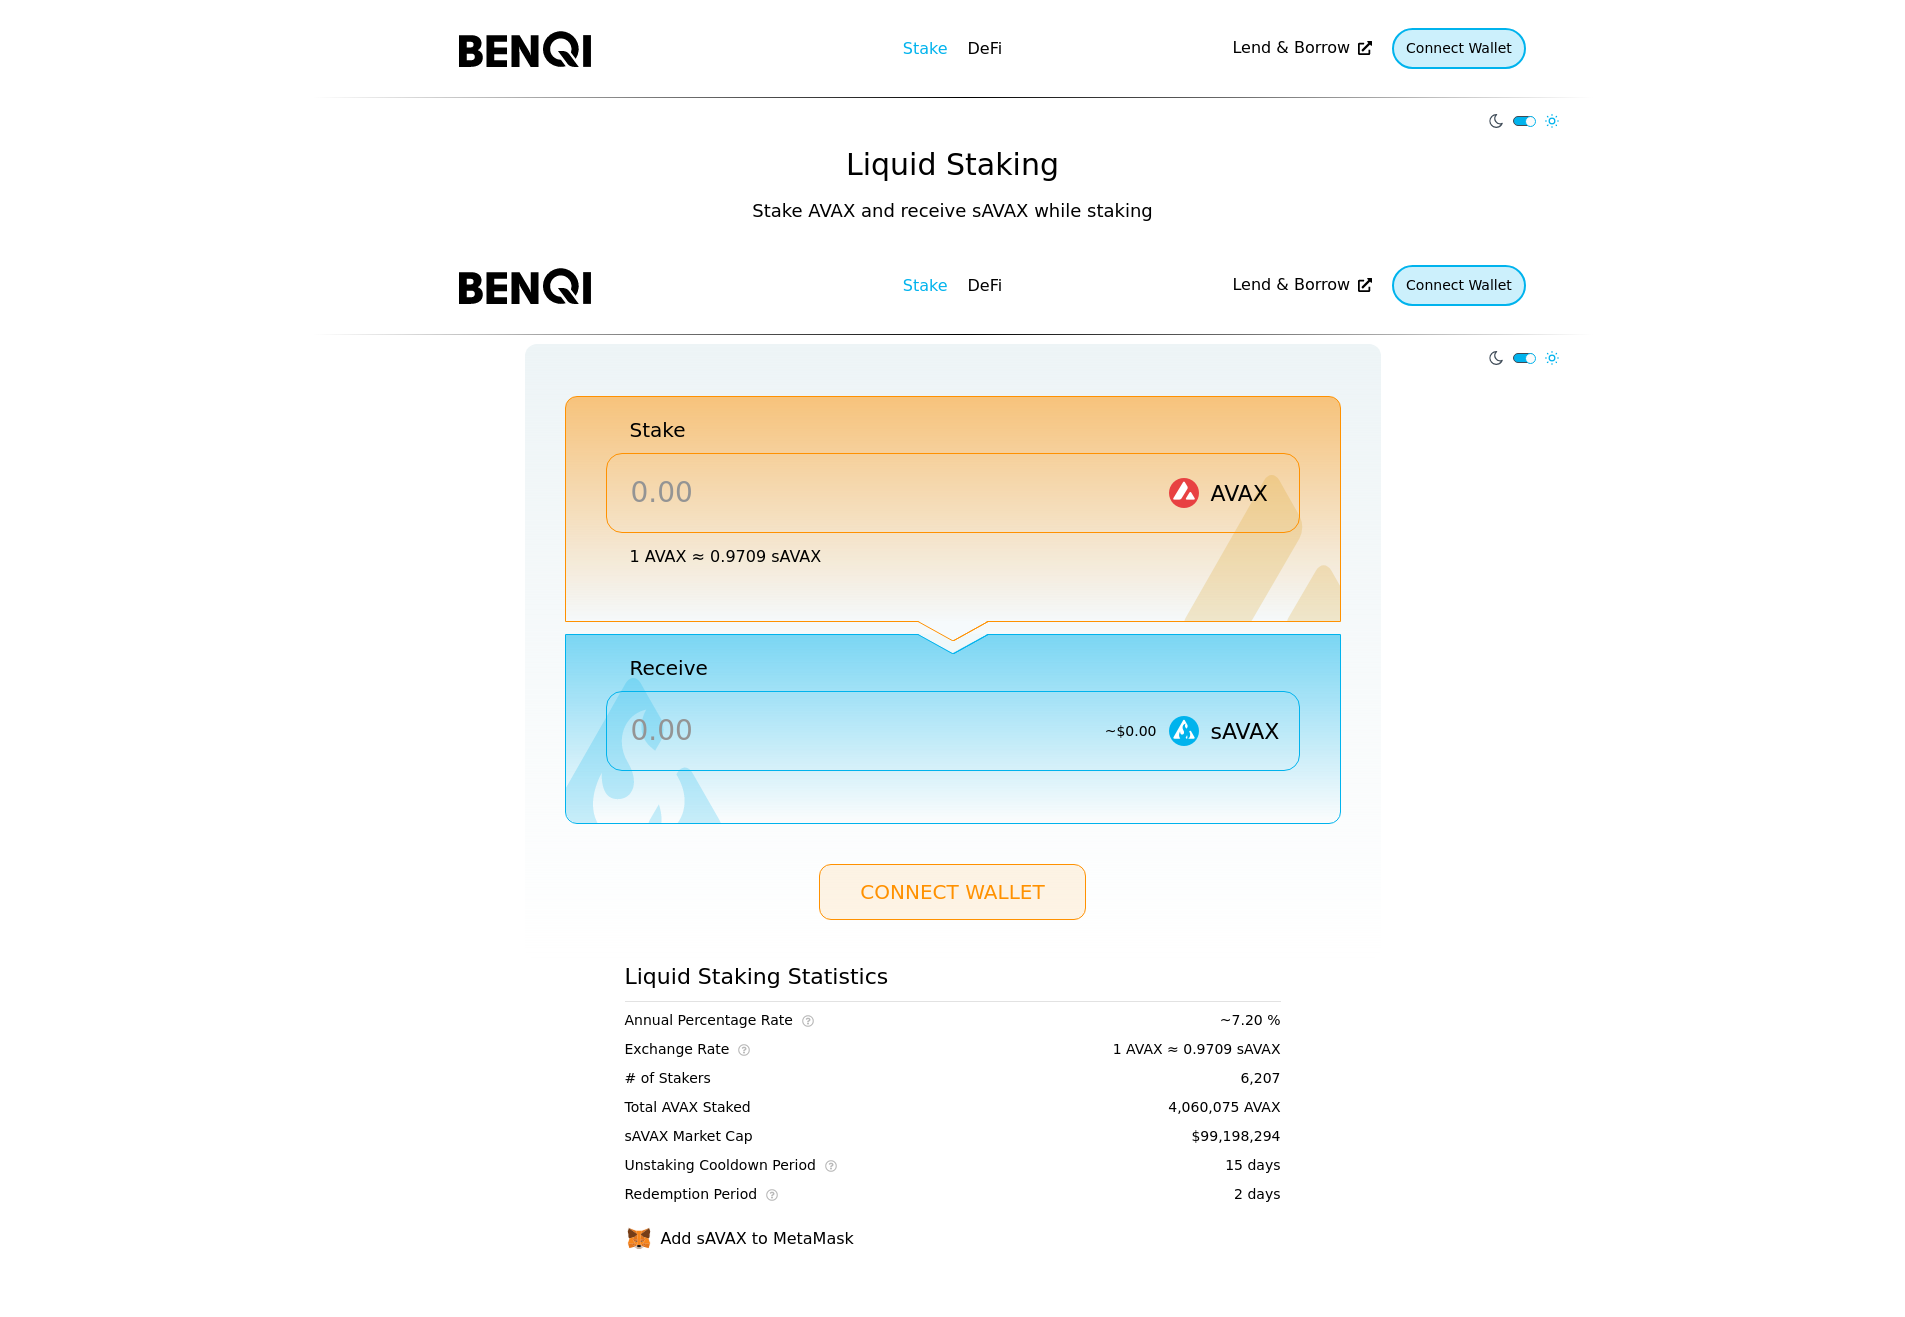 BENQI Stake DeFi Lend & Borrow Connect Wallet
Liquid Staking
Stake AVAX and receive sAVAX while staking
BENQI Stake DeFi Lend & Borrow Connect Wallet
Stake
0.00 AVAX
1 AVAX ≈ 0.9709 sAVAX
Receive
0.00 ~$0.00 sAVAX
CONNECT WALLET
Liquid Staking Statistics
Annual Percentage Rate ? ~7.20 %
Exchange Rate ? 1 AVAX ≈ 0.9709 sAVAX
# of Stakers 6,207
Total AVAX Staked 4,060,075 AVAX
sAVAX Market Cap $99,198,294
Unstaking Cooldown Period ? 15 days
Redemption Period ? 2 days
Add sAVAX to MetaMask